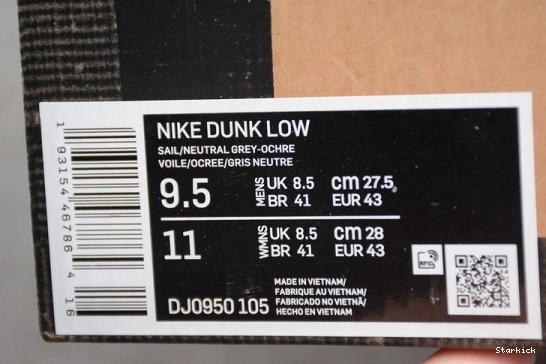 NIKE DUNK LOW
SAIL/NEUTRAL GREY-OCHRE
VOILE/OCREE/GRIS NEUTRE
9.5 MENS UK 8.5 cm 27.5
BR 41 EUR 43
11 WMNS UK 8.5 cm 28
BR 41 EUR 43
RFID
MADE IN VIETNAM/
FABRIQUE AU VIETNAM/
FABRICADO NO VIETNÃ/
HECHO EN VIETNAM
DJ0950 105
1 93154 46786 4 16
Starkick